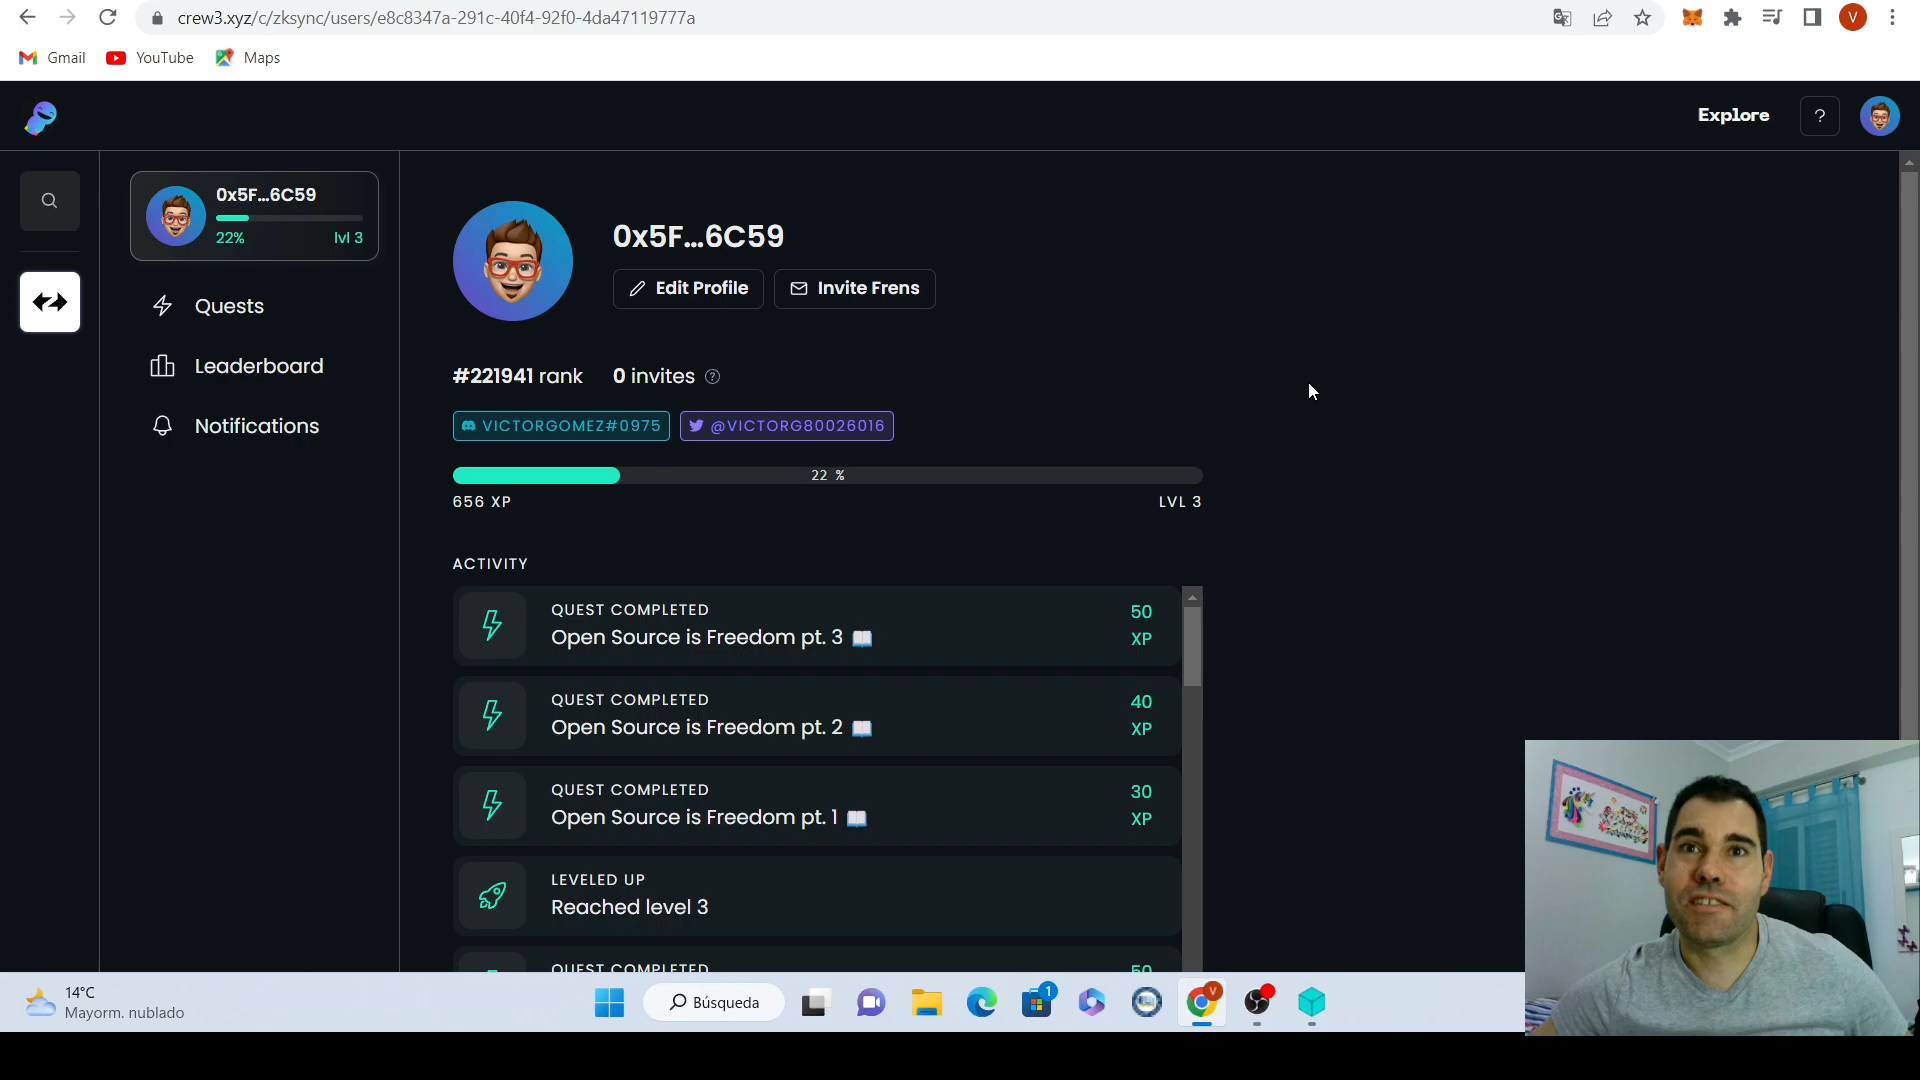 crew3.xyz/c/zksync/users/e8c8347a-291c-40f4-92f0-4da47119777a
V
Gmail
YouTube
Maps
Explore
?
0x5F...6C59
22%
lvl 3
Quests
Leaderboard
Notifications
0x5F...6C59
Edit Profile
Invite Frens
#221941 rank
0 invites
?
VICTORGOMEZ#0975
@VICTORG80026016
22 %
656 XP
LVL 3
ACTIVITY
QUEST COMPLETED
Open Source is Freedom pt. 3
50
XP
QUEST COMPLETED
Open Source is Freedom pt. 2
40
XP
QUEST COMPLETED
Open Source is Freedom pt. 1
30
XP
LEVELED UP
Reached level 3
QUEST COMPLETED
50
14°C
Mayorm. nublado
Búsqueda
1
V